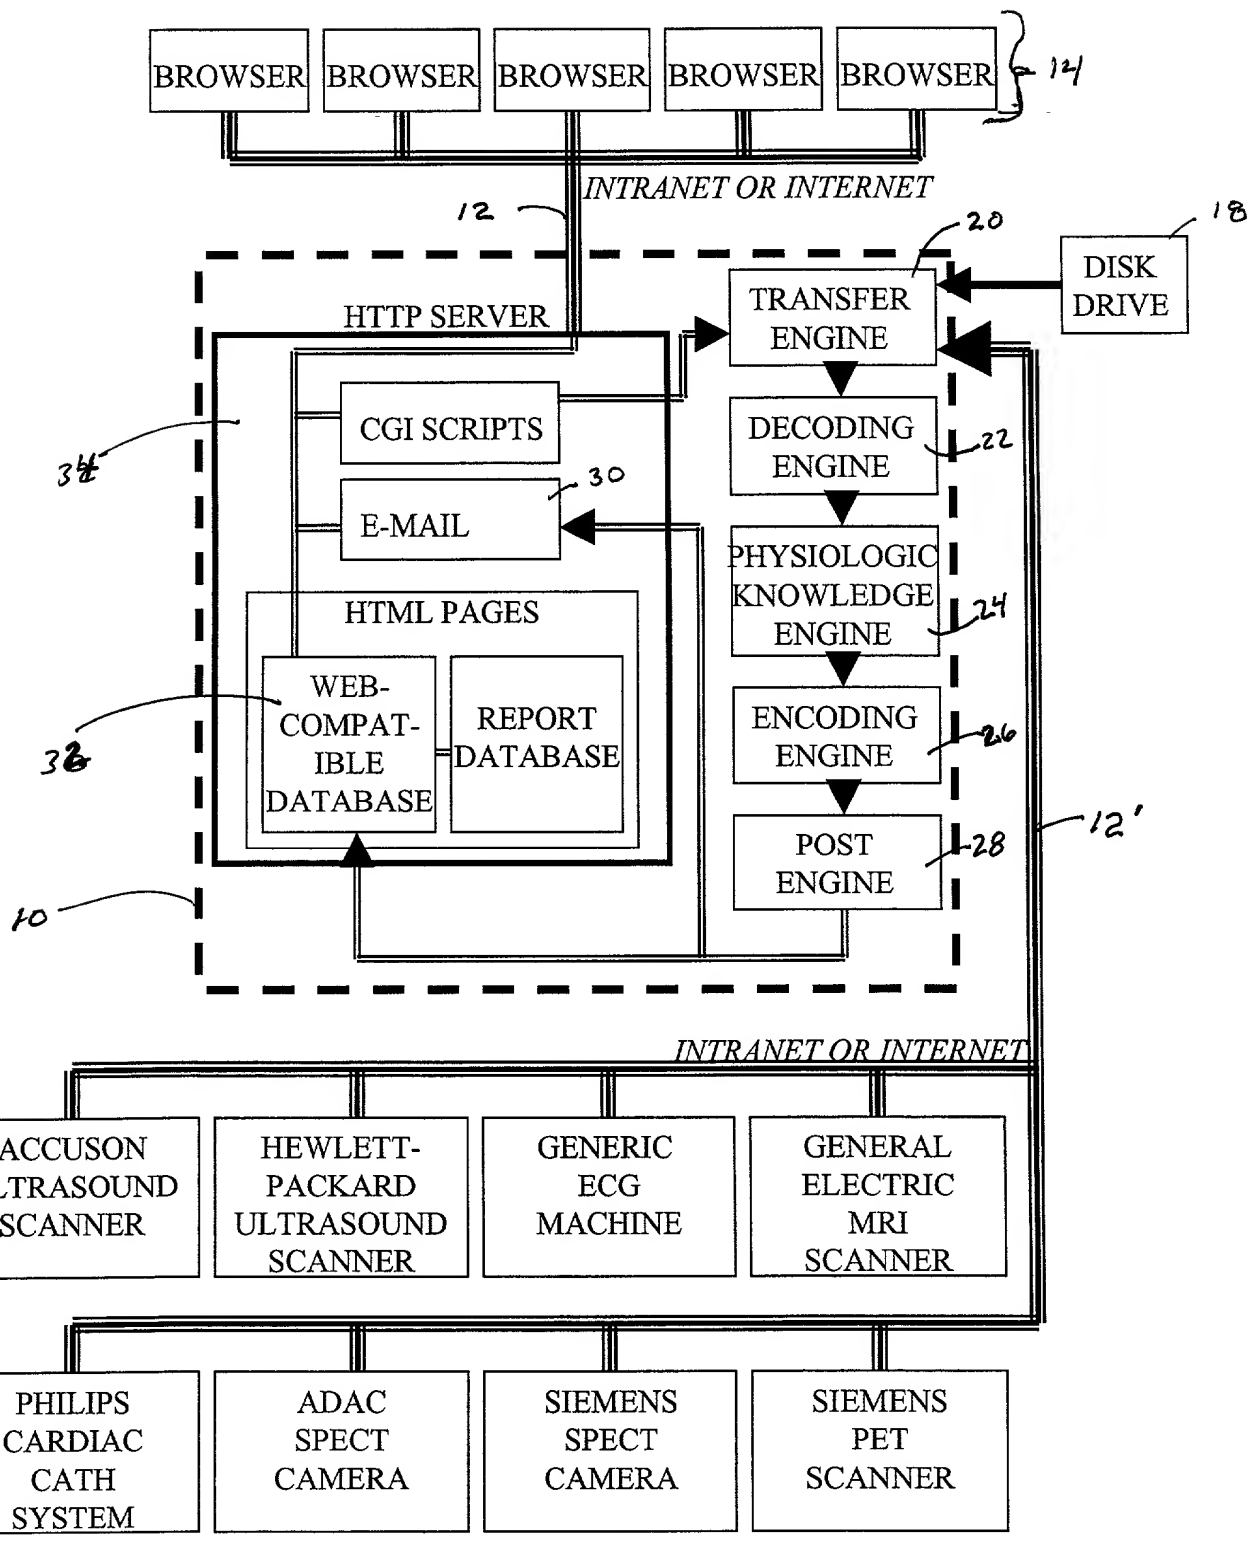 BROWSER BROWSER BROWSER BROWSER BROWSER
14
INTRANET OR INTERNET
12
20
18
DISK
DRIVE
TRANSFER
ENGINE
HTTP SERVER
CGI SCRIPTS
34
DECODING
ENGINE
22
30
E-MAIL
PHYSIOLOGIC
KNOWLEDGE
ENGINE
24
HTML PAGES
WEB-
COMPAT-
IBLE
DATABASE
REPORT
DATABASE
32
ENCODING
ENGINE
26
12'
POST
ENGINE
28
10
INTRANET OR INTERNET
ACCUSON
LTRASOUND
SCANNER
HEWLETT-
PACKARD
ULTRASOUND
SCANNER
GENERIC
ECG
MACHINE
GENERAL
ELECTRIC
MRI
SCANNER
PHILIPS
CARDIAC
CATH
SYSTEM
ADAC
SPECT
CAMERA
SIEMENS
SPECT
CAMERA
SIEMENS
PET
SCANNER